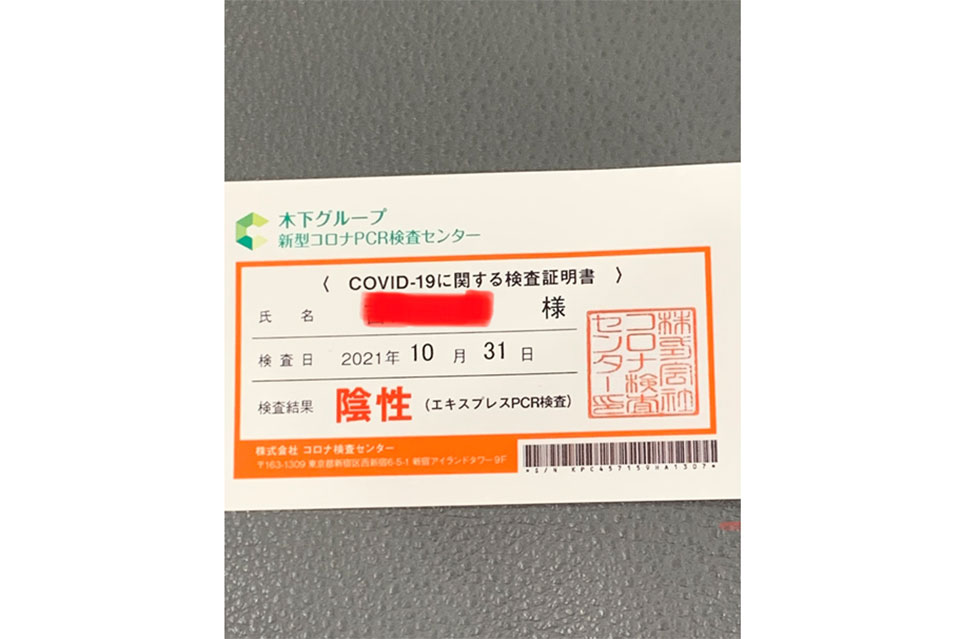 木下グループ
新型コロナPCR検査センター
〈 COVID-19に関する検査証明書 〉
氏 名 様
検査日 2021年 10 月 31 日
検査結果 陰性 (エキスプレスPCR検査)
株式会社
コロナ検査
センター印
株式会社 コロナ検査センター
〒163-1309 東京都新宿区西新宿6-5-1 新宿アイランドタワー9F
*S/N KPC457159HA1307*